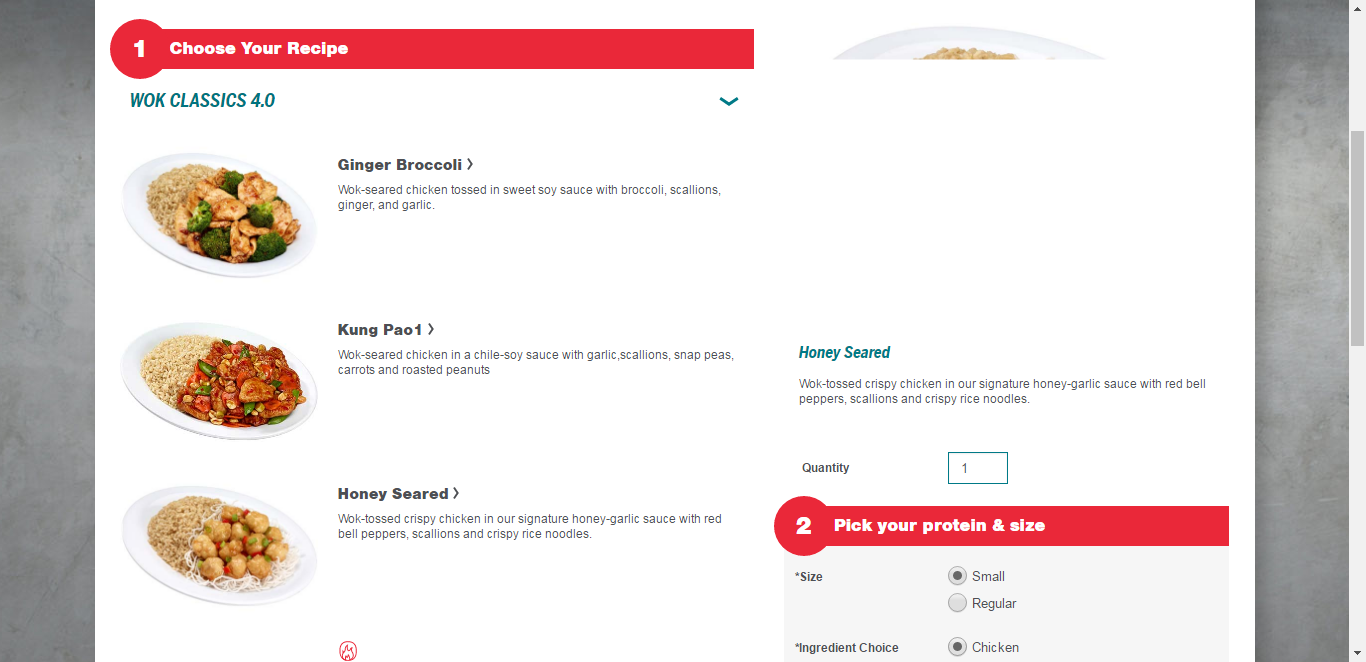 1 Choose Your Recipe
WOK CLASSICS 4.0
Ginger Broccoli >
Wok-seared chicken tossed in sweet soy sauce with broccoli, scallions,
ginger, and garlic.
Kung Pao1 >
Wok-seared chicken in a chile-soy sauce with garlic,scallions, snap peas,
carrots and roasted peanuts
Honey Seared >
Wok-tossed crispy chicken in our signature honey-garlic sauce with red
bell peppers, scallions and crispy rice noodles.
Honey Seared
Wok-tossed crispy chicken in our signature honey-garlic sauce with red bell
peppers, scallions and crispy rice noodles.
Quantity 1
2 Pick your protein & size
*Size Small
Regular
*Ingredient Choice Chicken